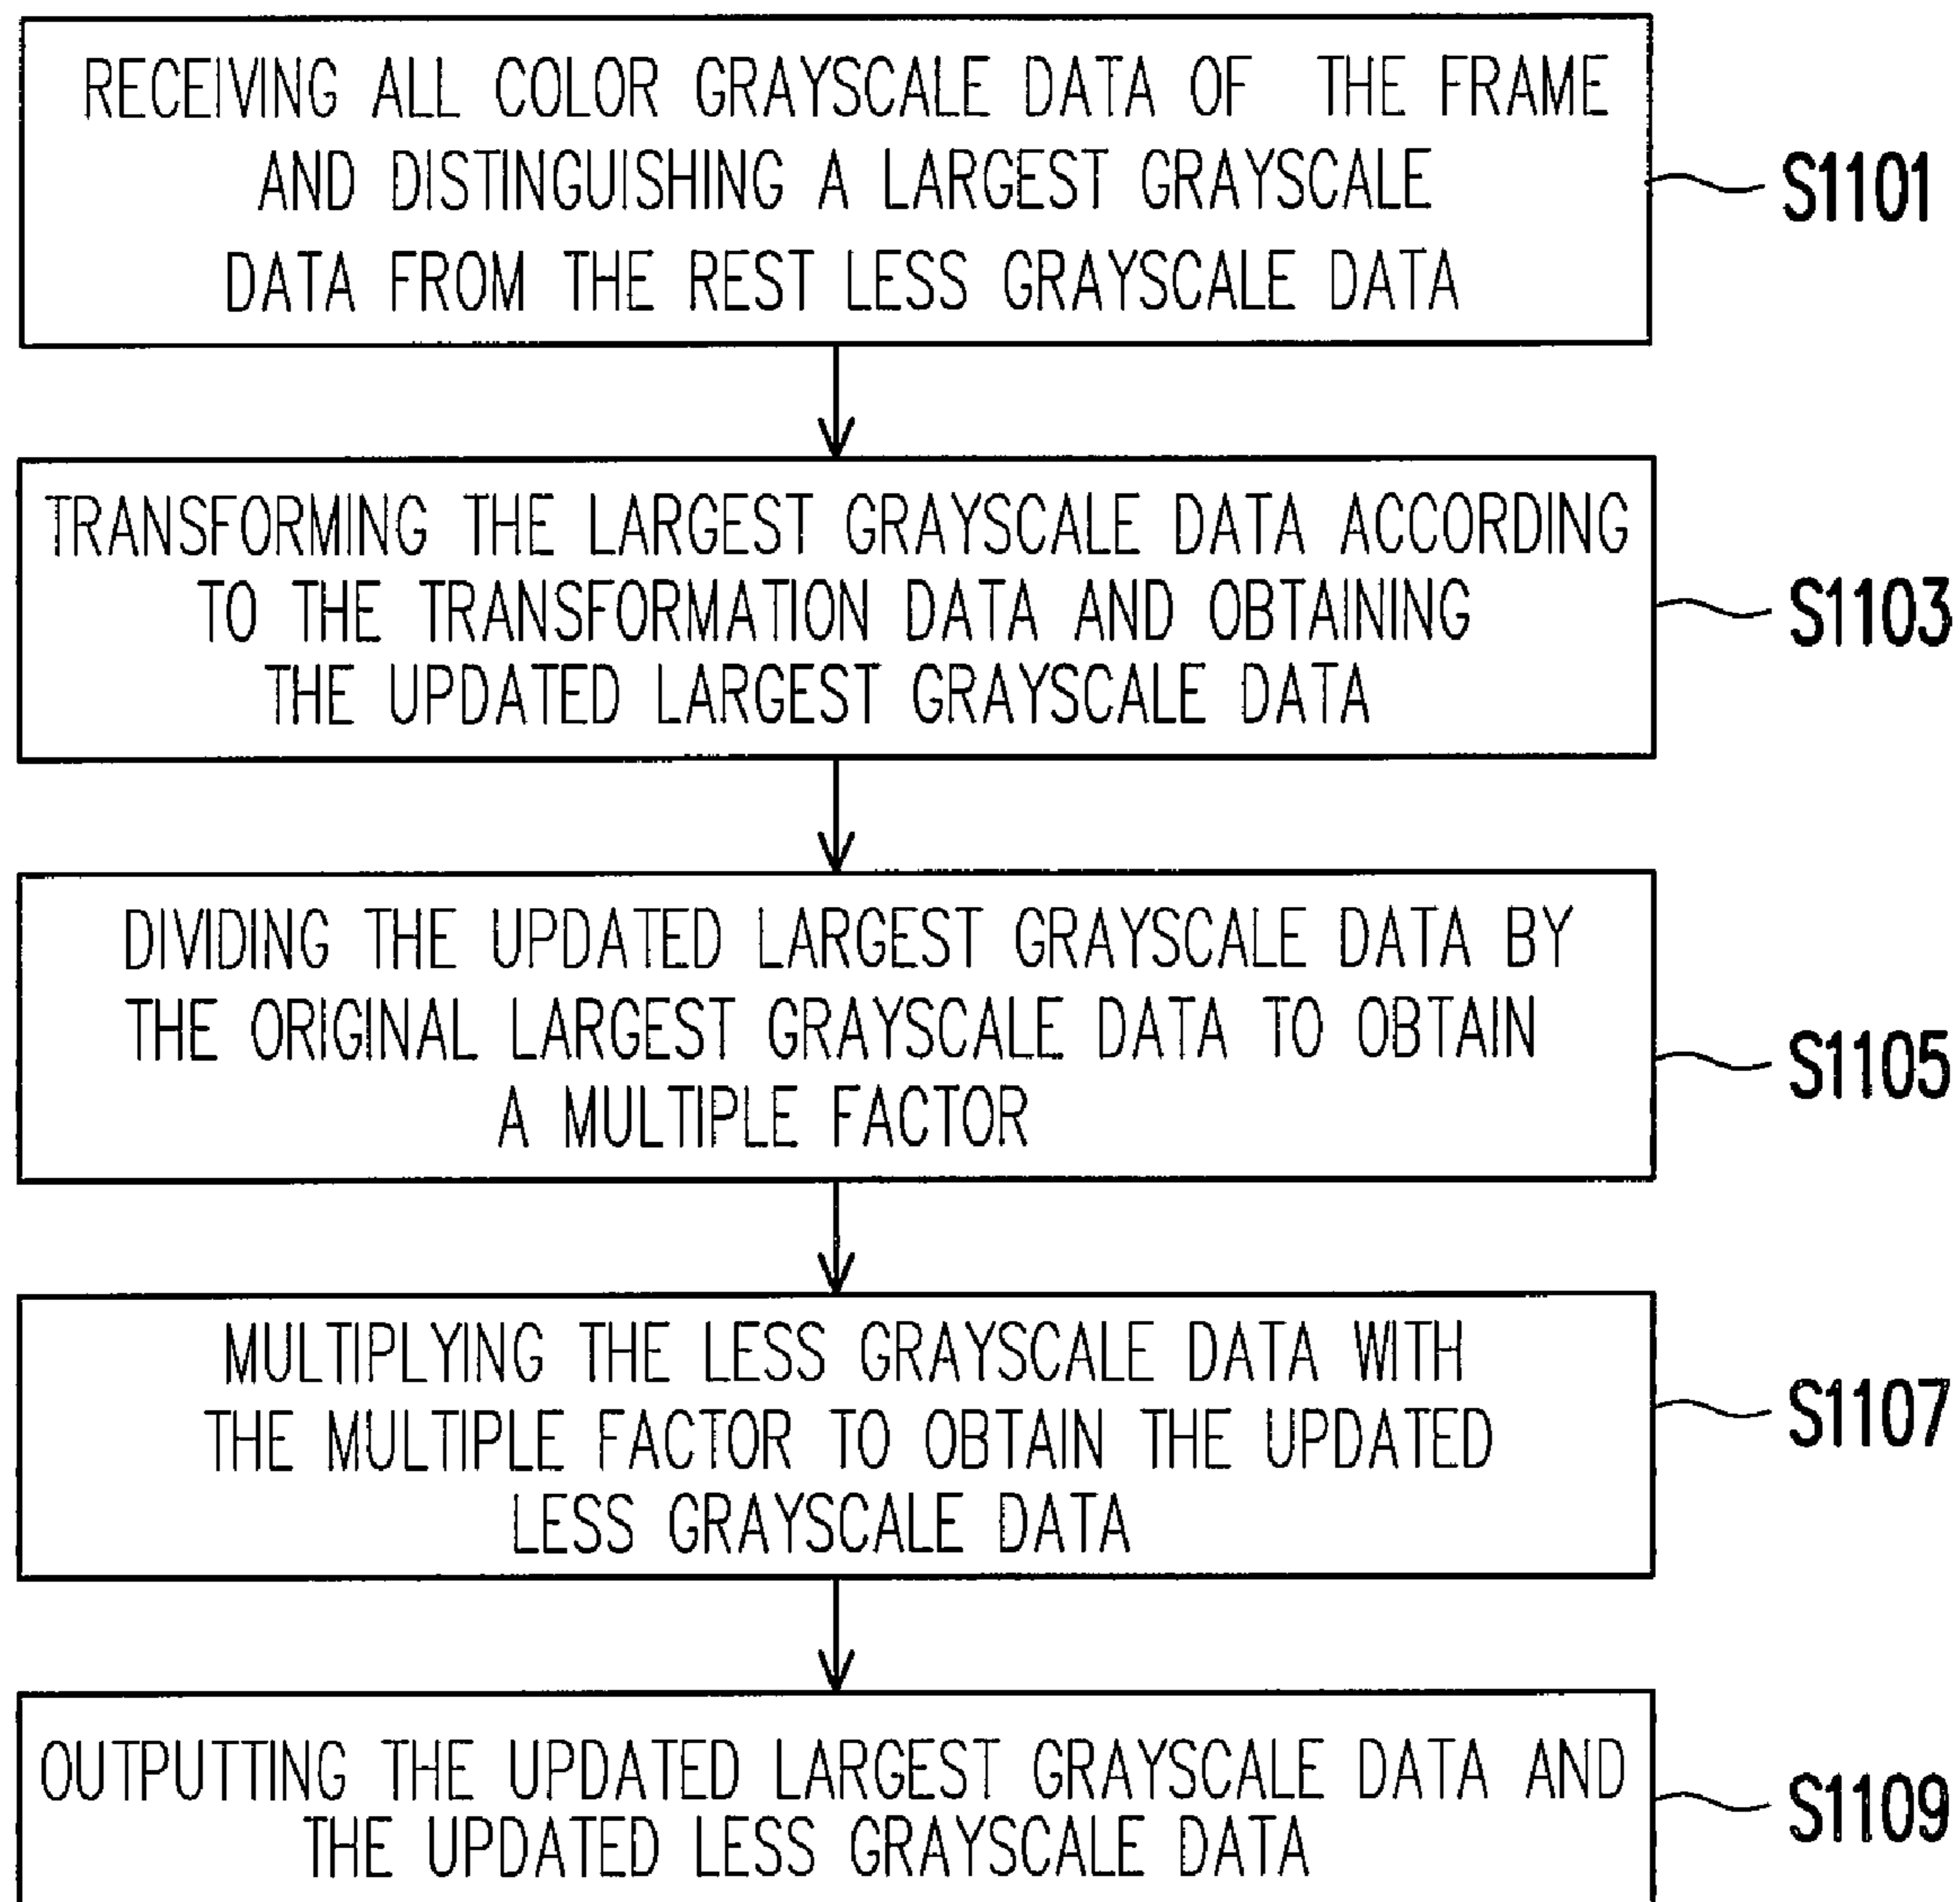 RECEIVING ALL COLOR GRAYSCALE DATA OF THE FRAME
AND DISTINGUISHING A LARGEST GRAYSCALE
DATA FROM THE REST LESS GRAYSCALE DATA
S1101
TRANSFORMING THE LARGEST GRAYSCALE DATA ACCORDING
TO THE TRANSFORMATION DATA AND OBTAINING
THE UPDATED LARGEST GRAYSCALE DATA
S1103
DIVIDING THE UPDATED LARGEST GRAYSCALE DATA BY
THE ORIGINAL LARGEST GRAYSCALE DATA TO OBTAIN
A MULTIPLE FACTOR
S1105
MULTIPLYING THE LESS GRAYSCALE DATA WITH
THE MULTIPLE FACTOR TO OBTAIN THE UPDATED
LESS GRAYSCALE DATA
S1107
OUTPUTTING THE UPDATED LARGEST GRAYSCALE DATA AND
THE UPDATED LESS GRAYSCALE DATA
S1109